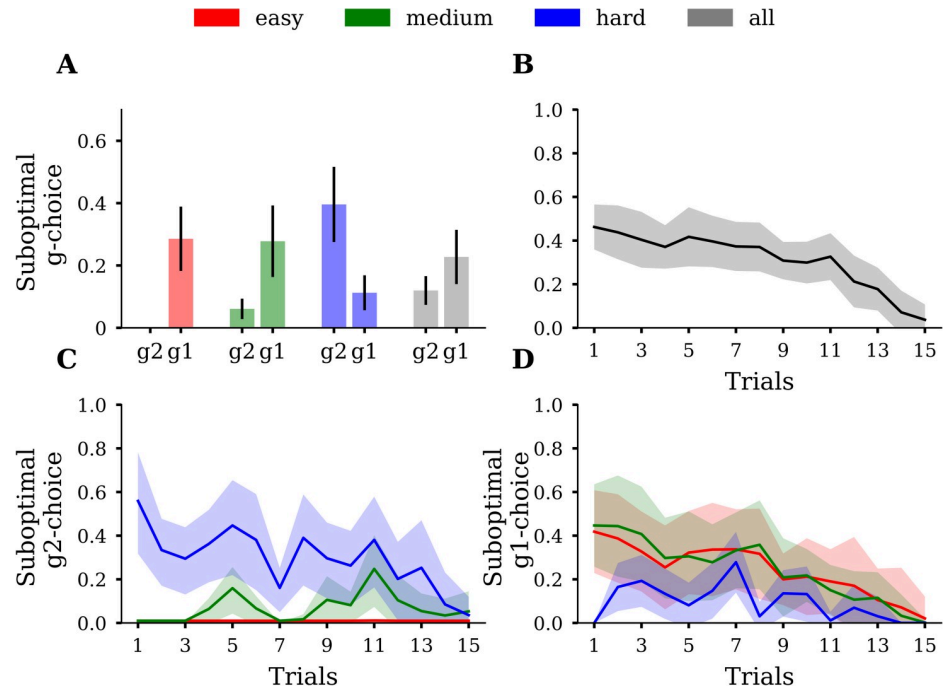 easy medium hard all
A
Suboptimal
g-choice
0.6
0.4
0.2
0
g2 g1 g2 g1 g2 g1 g2 g1
B
1.0
0.8
0.6
0.4
0.2
0.0
1 3 5 7 9 11 13 15
Trials
C
Suboptimal
g2-choice
1.0
0.8
0.6
0.4
0.2
0.0
1 3 5 7 9 11 13 15
Trials
D
Suboptimal
g1-choice
1.0
0.8
0.6
0.4
0.2
0.0
1 3 5 7 9 11 13 15
Trials